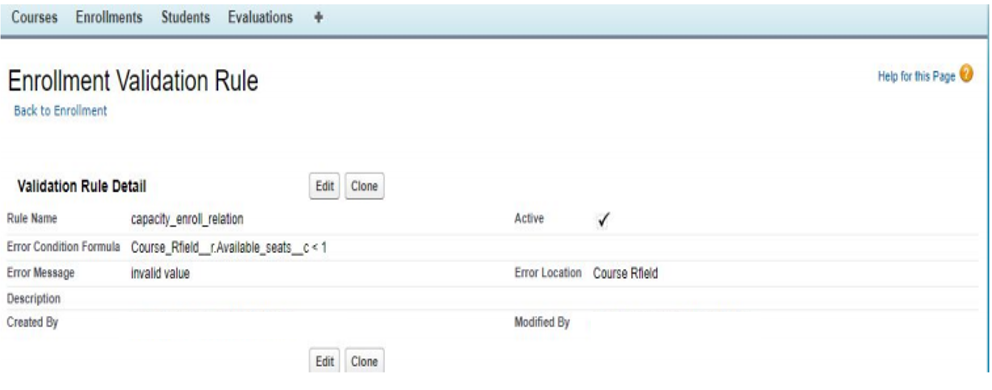 Courses Enrollments Students Evaluations +
Enrollment Validation Rule
Help for this Page ?
Back to Enrollment
Validation Rule Detail Edit Clone
Rule Name capacity_enroll_relation Active ✓
Error Condition Formula Course_Rfield__r.Available_seats__c < 1
Error Message invalid value Error Location Course Rfield
Description
Created By Modified By
Edit Clone